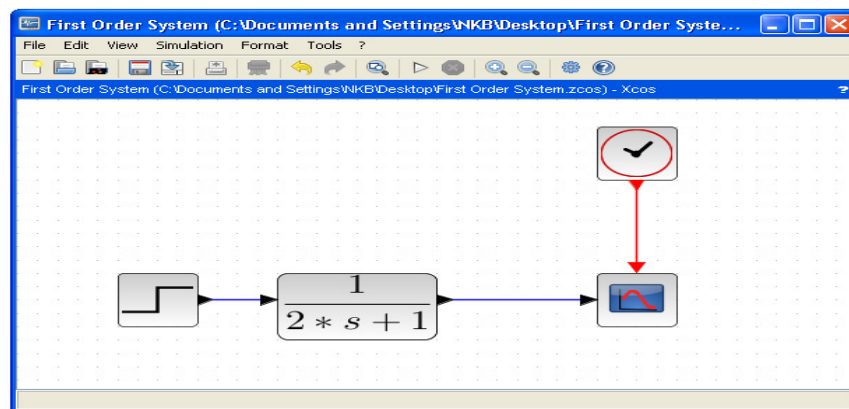 First Order System (C:\Documents and Settings\NKB\Desktop\First Order Syste...
File Edit View Simulation Format Tools ?
First Order System (C:\Documents and Settings\NKB\Desktop\First Order System.zcos) - Xcos ?
1
2 * s + 1